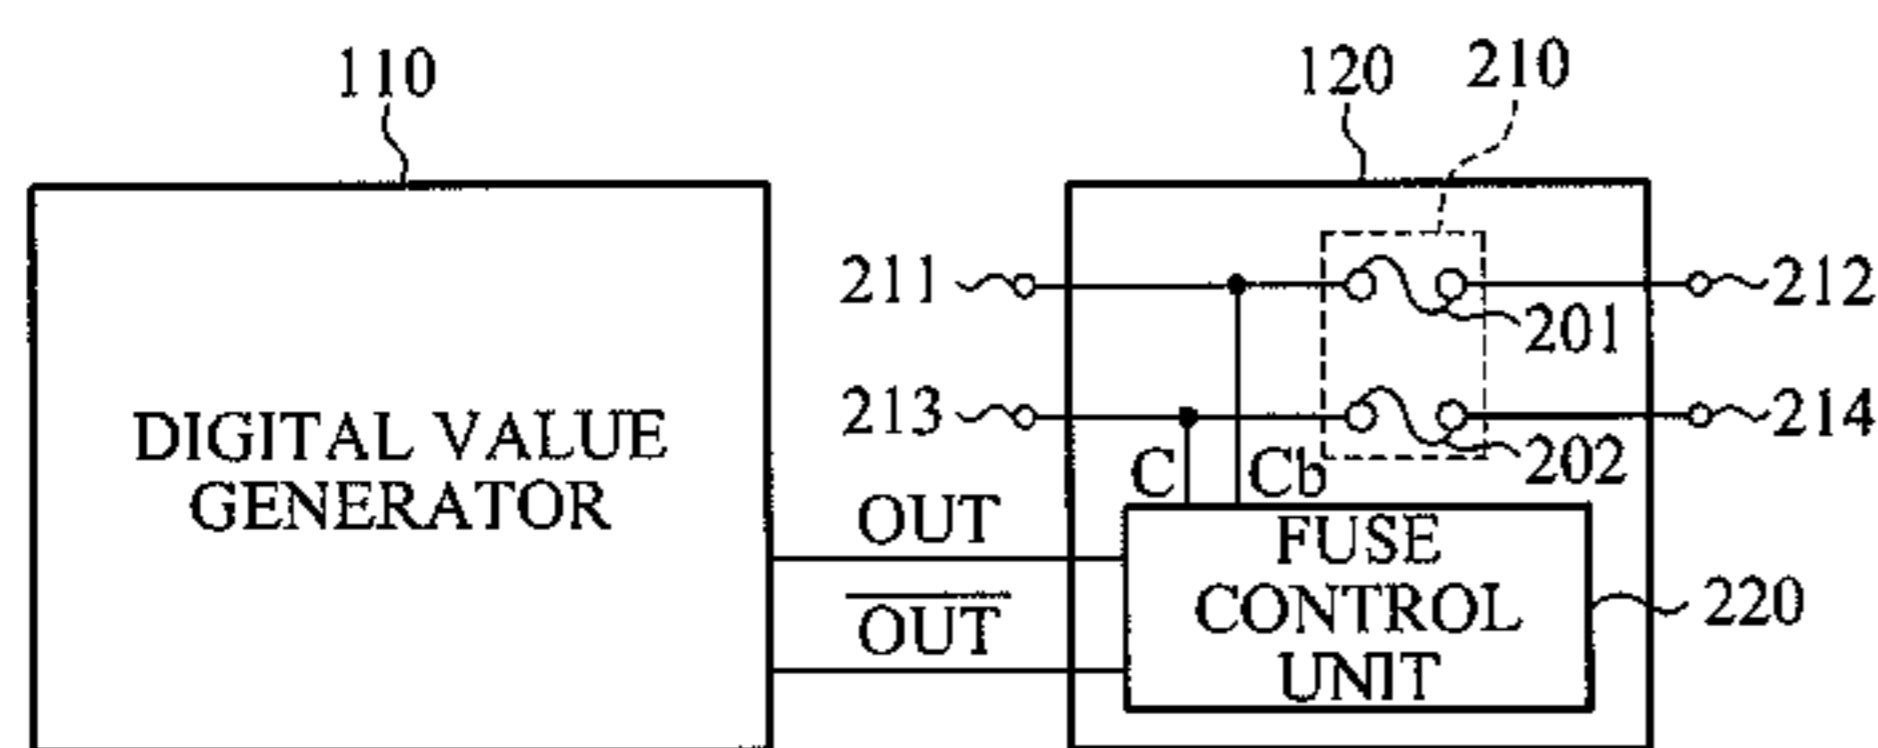 110
120
210
211
212
201
213
214
202
C
Cb
DIGITAL VALUE
GENERATOR
OUT
OUT
FUSE
CONTROL
UNIT
220